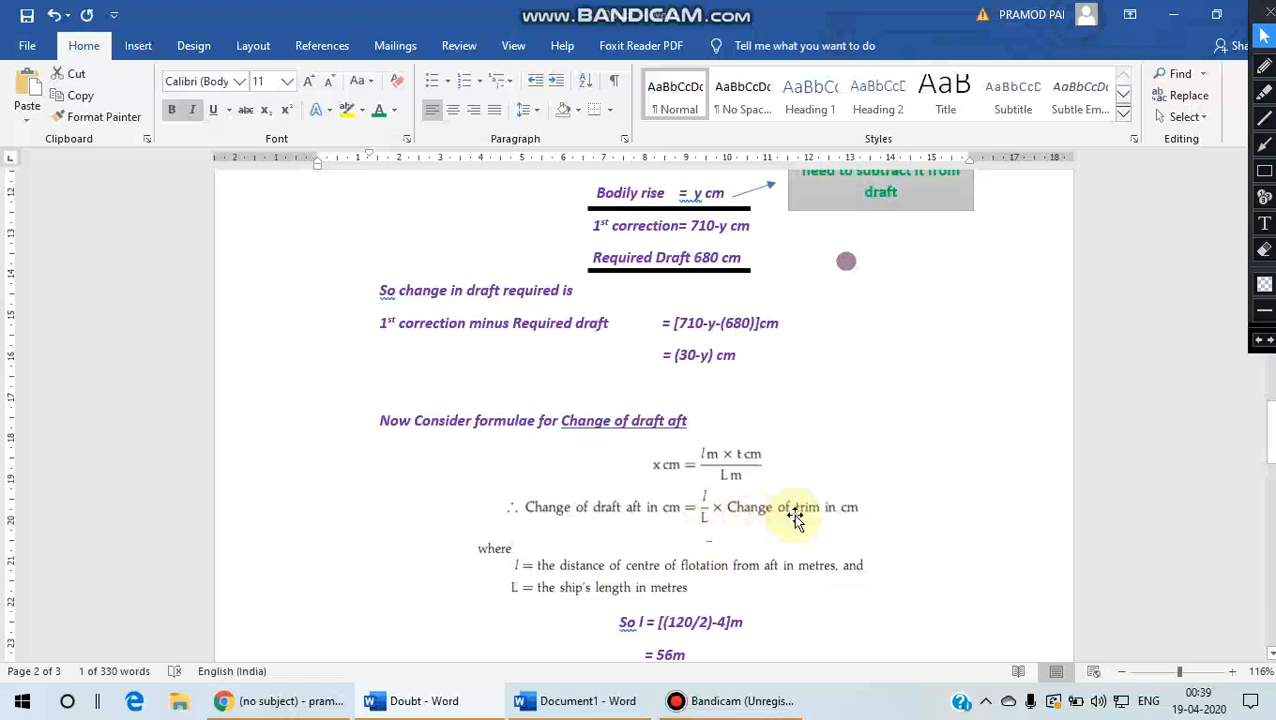 www.BANDICAM.com
PRAMOD PAI
File Home Insert Design Layout References Mailings Review View Foxit Reader PDF Tell me what you want to do Sha
Cut
Copy
Format Painter
Paste
Calibri (Body 11
AaBbCcDc AaBbCcDc AaBbCc AaBbCcD AaB AaBbCcD AaBbCcDc
¶ Normal ¶ No Spac... Heading 1 Heading 2 Title Subtitle Subtle Em...
Find
Replace
Select
Clipboard Font Paragraph Styles Editing
need to subtract it from
draft
Bodily rise = y cm
1st correction= 710-y cm
Required Draft 680 cm
So change in draft required is
1st correction minus Required draft = [710-y-(680)]cm
= (30-y) cm
Now Consider formulae for Change of draft aft
x cm = l m × t cm / L m
∴ Change of draft aft in cm = l / L × Change of trim in cm
where
l = the distance of centre of flotation from aft in metres, and
L = the ship's length in metres
So l = [(120/2)-4]m
= 56m
Page 2 of 3 1 of 330 words English (India) 116%
(no subject) - pram... Doubt - Word Document1 - Word Bandicam (Unregis... ENG 00:39
19-04-2020